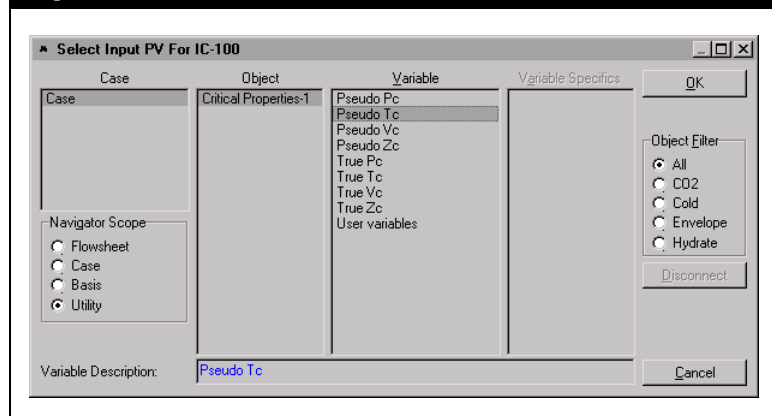 Select Input PV For IC-100
Case Object Variable Variable Specifics
Case
Critical Properties-1
Pseudo Pc
Pseudo Tc
Pseudo Vc
Pseudo Zc
True Pc
True Tc
True Vc
True Zc
User variables
OK
Object Filter
All
CO2
Cold
Envelope
Hydrate
Disconnect
Navigator Scope
Flowsheet
Case
Basis
Utility
Variable Description: Pseudo Tc
Cancel